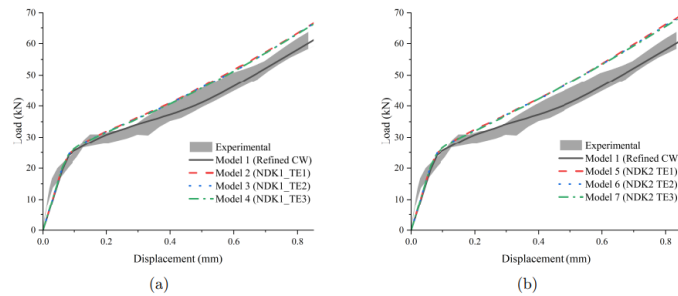 70
60
50
40
30
20
10
0
Load (kN)
Experimental
Model 1 (Refined CW)
Model 2 (NDK1_TE1)
Model 3 (NDK1_TE2)
Model 4 (NDK1_TE3)
0.0 0.2 0.4 0.6 0.8
Displacement (mm)
(a)
70
60
50
40
30
20
10
0
Load (kN)
Experimental
Model 1 (Refined CW)
Model 5 (NDK2 TE1)
Model 6 (NDK2 TE2)
Model 7 (NDK2 TE3)
0.0 0.2 0.4 0.6 0.8
Displacement (mm)
(b)